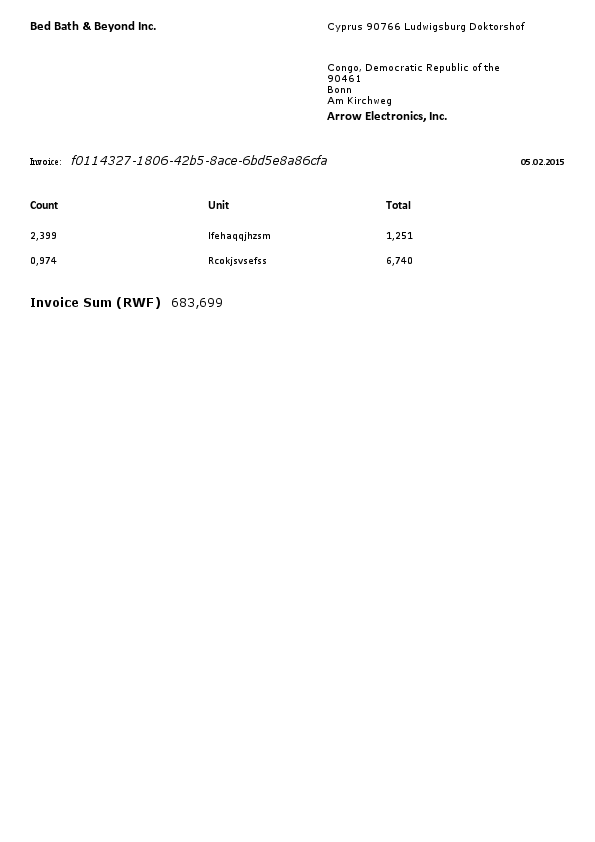 Bed Bath & Beyond Inc. Cyprus 90766 Ludwigsburg Doktorshof
Congo, Democratic Republic of the
90461
Bonn
Am Kirchweg
Arrow Electronics, Inc.
Invoice: f0114327-1806-42b5-8ace-6bd5e8a86cfa 05.02.2015
Count Unit Total
2,399 Ifehaqqjhzsm 1,251
0,974 Rcokjsvsefss 6,740
Invoice Sum (RWF) 683,699